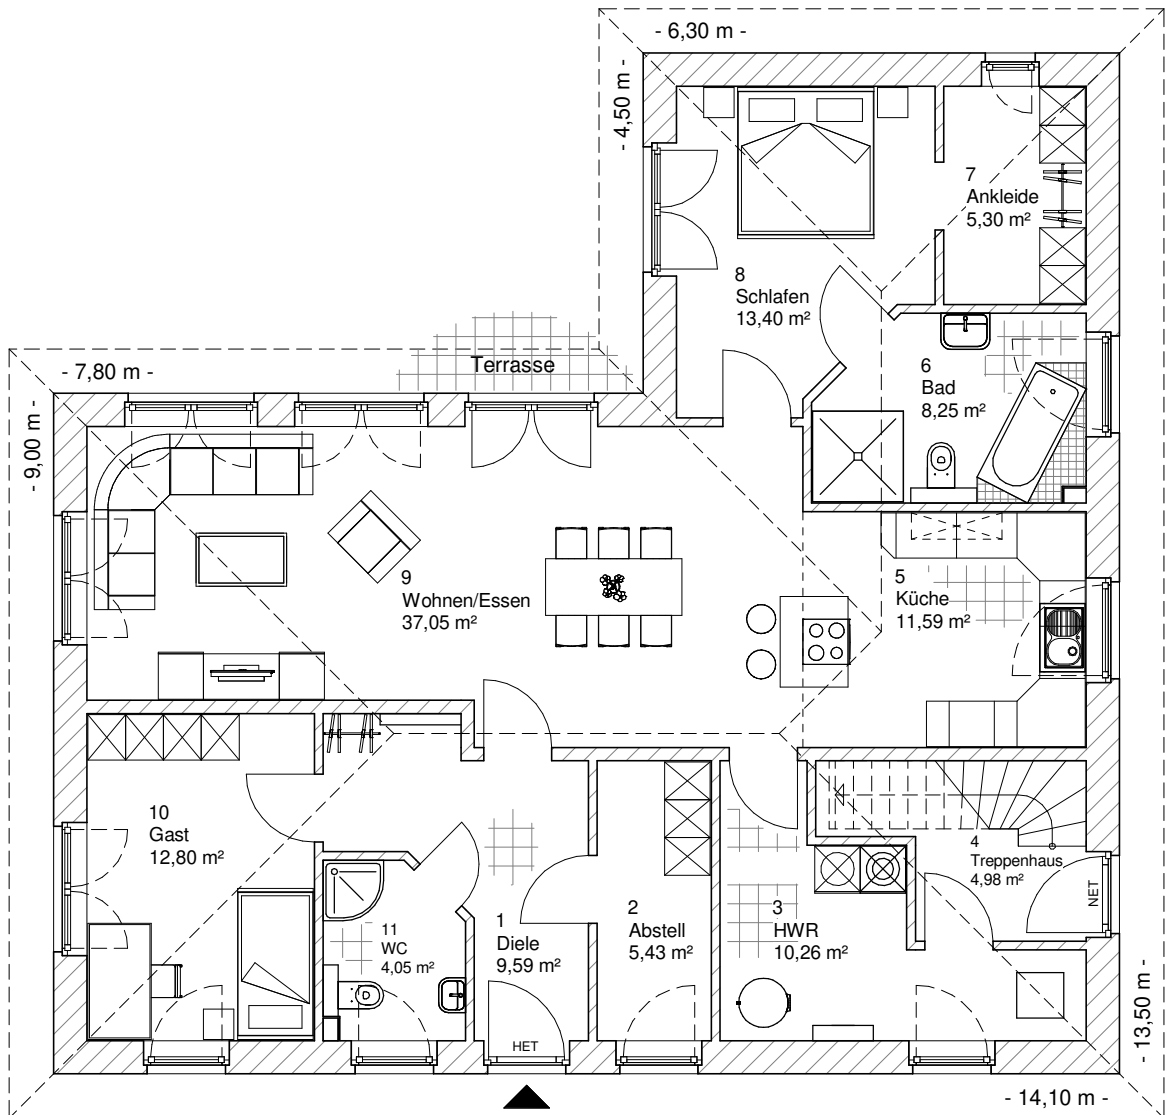 - 6,30 m -
- 4,50 m -
7
Ankleide
5,30 m²
8
Schlafen
13,40 m²
Terrasse
- 7,80 m -
- 9,00 m -
6
Bad
8,25 m²
9
Wohnen/Essen
37,05 m²
5
Küche
11,59 m²
10
Gast
12,80 m²
4
Treppenhaus
4,98 m²
NET
11
WC
4,05 m²
1
Diele
9,59 m²
2
Abstell
5,43 m²
3
HWR
10,26 m²
HET
- 13,50 m -
- 14,10 m -